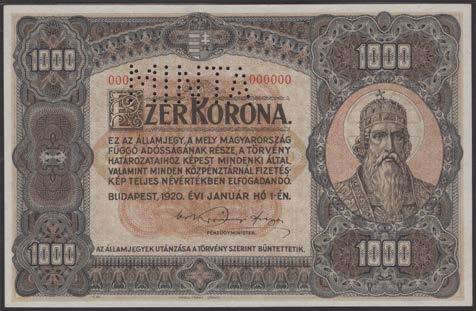 1000 1000
000 MINTA 000000
EZER KORONA.
EZ AZ ÁLLAMJEGY, A MELY MAGYARORSZÁG
FÜGGŐ ADÓSSÁGÁNAK RÉSZE, A TÖRVÉNY
HATÁROZATAIHOZ KÉPEST MINDENKI ÁLTAL,
VALAMINT MINDEN KÖZPÉNZTÁRNÁL FIZETÉS-
KÉP TELJES NÉVÉRTÉKBEN ELFOGADANDÓ.
BUDAPEST, 1920. ÉVI JANUÁR HÓ 1-ÉN.
PÉNZÜGYMINISTER.
1000 1000
AZ ÁLLAMJEGYEK UTÁNZÁSA A TÖRVÉNY SZERINT BÜNTETTETIK.